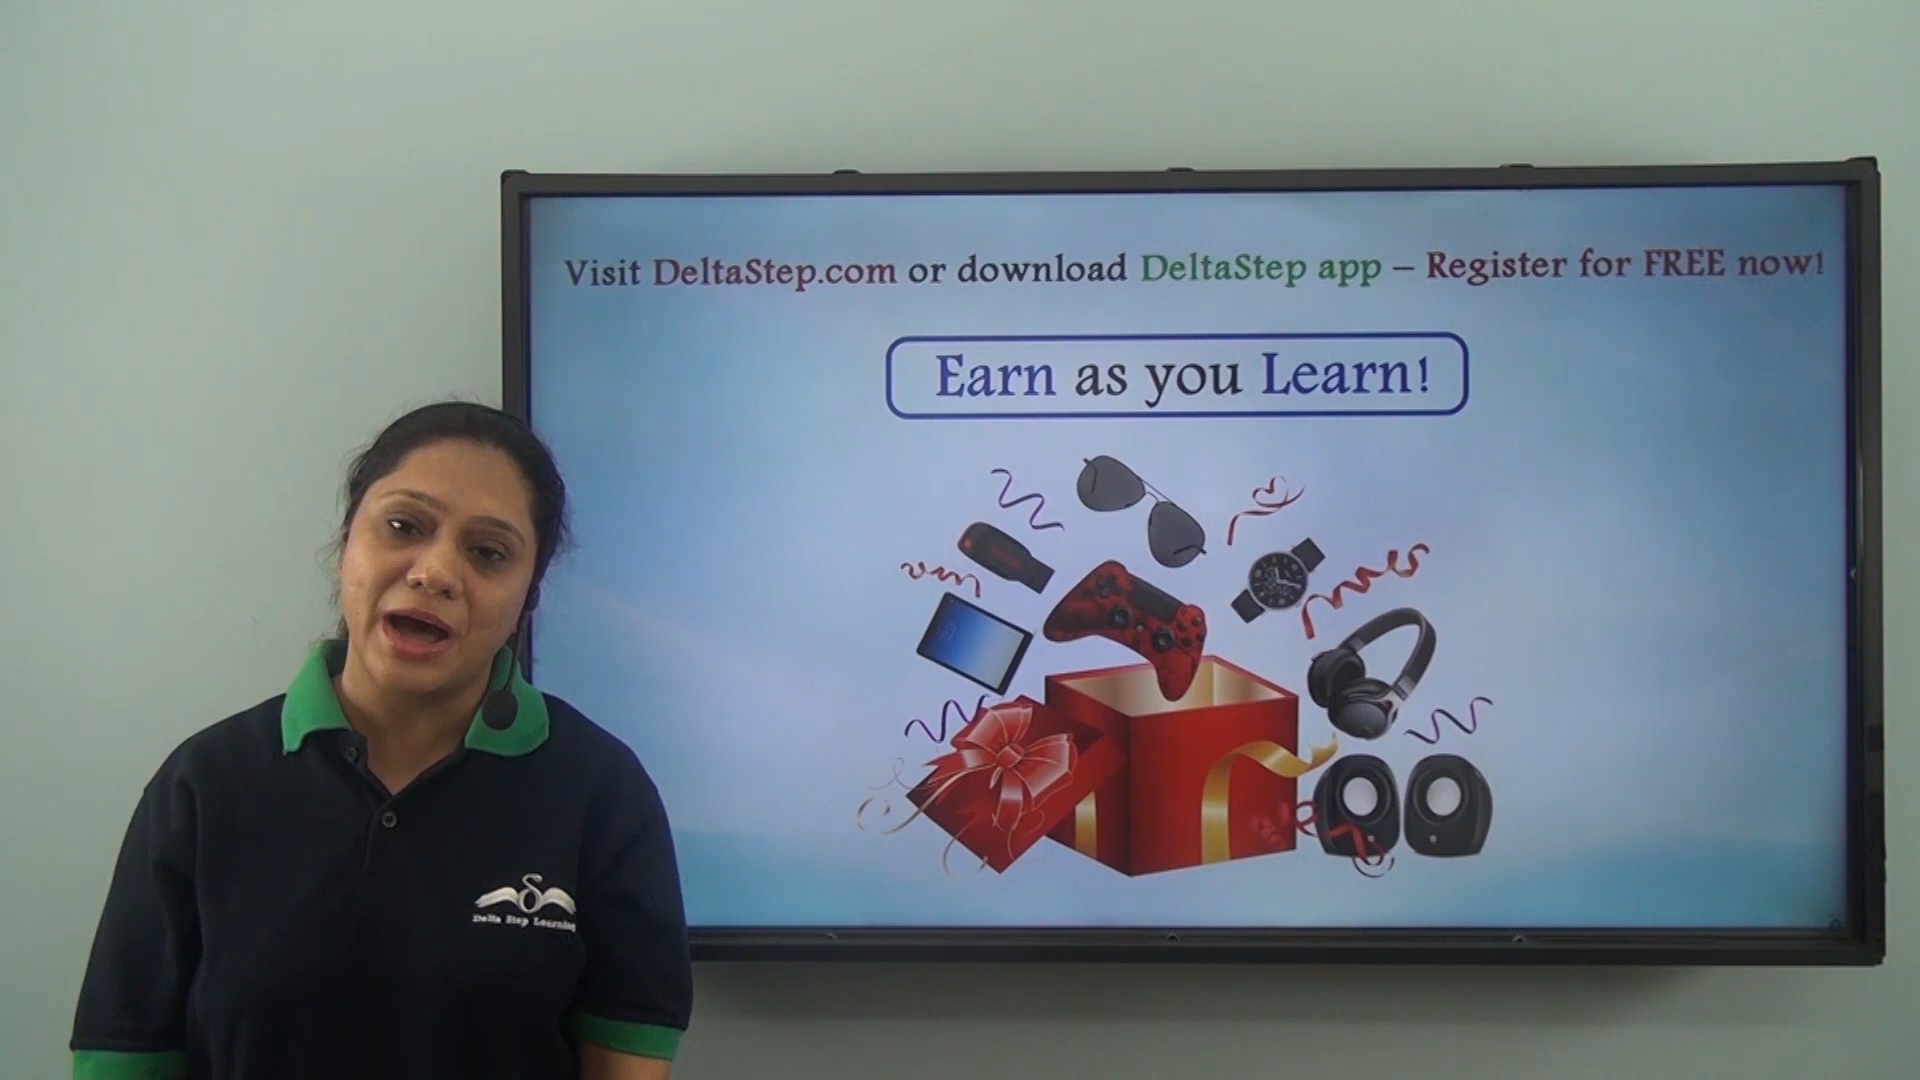 Visit DeltaStep.com or download DeltaStep app – Register for FREE now!
Earn as you Learn!
Delta Step Learning